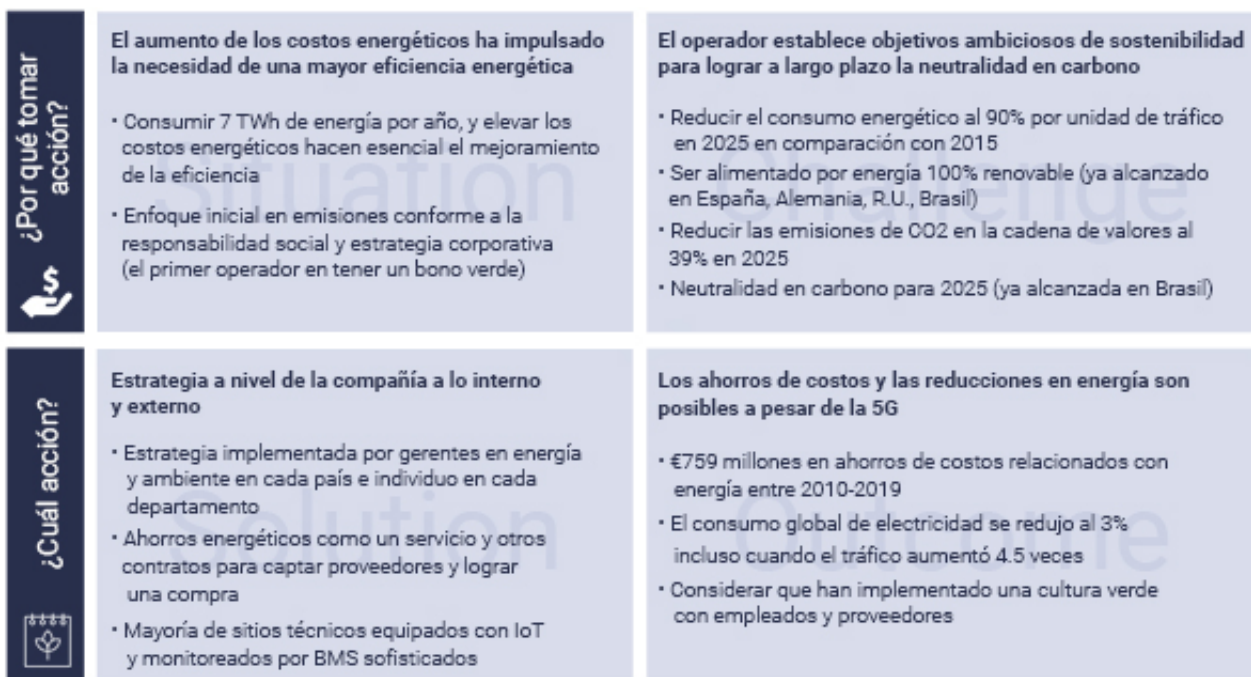 ¿Por qué tomar
acción?
$
El aumento de los costos energéticos ha impulsado
la necesidad de una mayor eficiencia energética
Situation
• Consumir 7 TWh de energía por año, y elevar los
costos energéticos hacen esencial el mejoramiento
de la eficiencia
• Enfoque inicial en emisiones conforme a la
responsabilidad social y estrategia corporativa
(el primer operador en tener un bono verde)
El operador establece objetivos ambiciosos de sostenibilidad
para lograr a largo plazo la neutralidad en carbono
Challenge
• Reducir el consumo energético al 90% por unidad de tráfico
en 2025 en comparación con 2015
• Ser alimentado por energía 100% renovable (ya alcanzado
en España, Alemania, R.U., Brasil)
• Reducir las emisiones de CO2 en la cadena de valores al
39% en 2025
• Neutralidad en carbono para 2025 (ya alcanzada en Brasil)
¿Cuál acción?
Estrategia a nivel de la compañía a lo interno
y externo
Solution
• Estrategia implementada por gerentes en energía
y ambiente en cada país e individuo en cada
departamento
• Ahorros energéticos como un servicio y otros
contratos para captar proveedores y lograr
una compra
• Mayoría de sitios técnicos equipados con IoT
y monitoreados por BMS sofisticados
Los ahorros de costos y las reducciones en energía son
posibles a pesar de la 5G
Outcome
• €759 millones en ahorros de costos relacionados con
energía entre 2010-2019
• El consumo global de electricidad se redujo al 3%
incluso cuando el tráfico aumentó 4.5 veces
• Considerar que han implementado una cultura verde
con empleados y proveedores